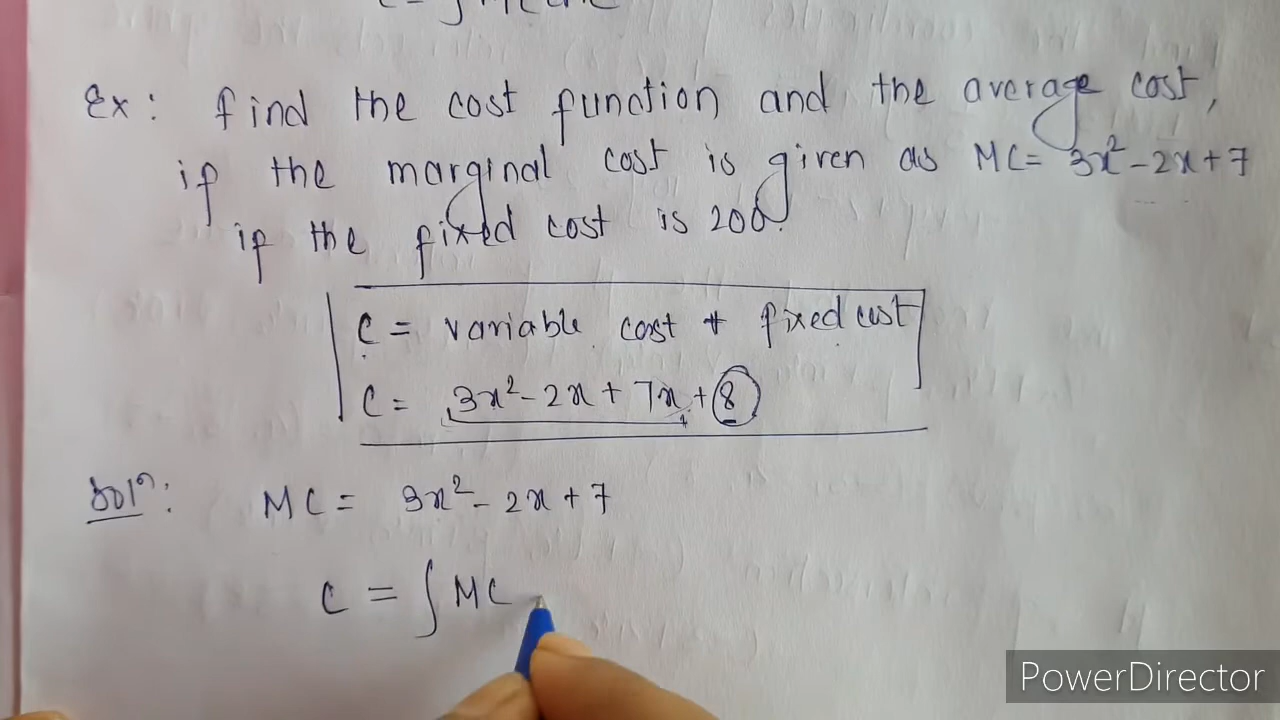 Ex: find the cost function and the average cost,
if the marginal cost is given as MC = 3x² - 2x + 7
if the fixed cost is 200.
C = variable cost + fixed cost
C = 3x² - 2x + 7x + 8
Solⁿ: MC = 3x² - 2x + 7
C = ∫ MC
PowerDirector